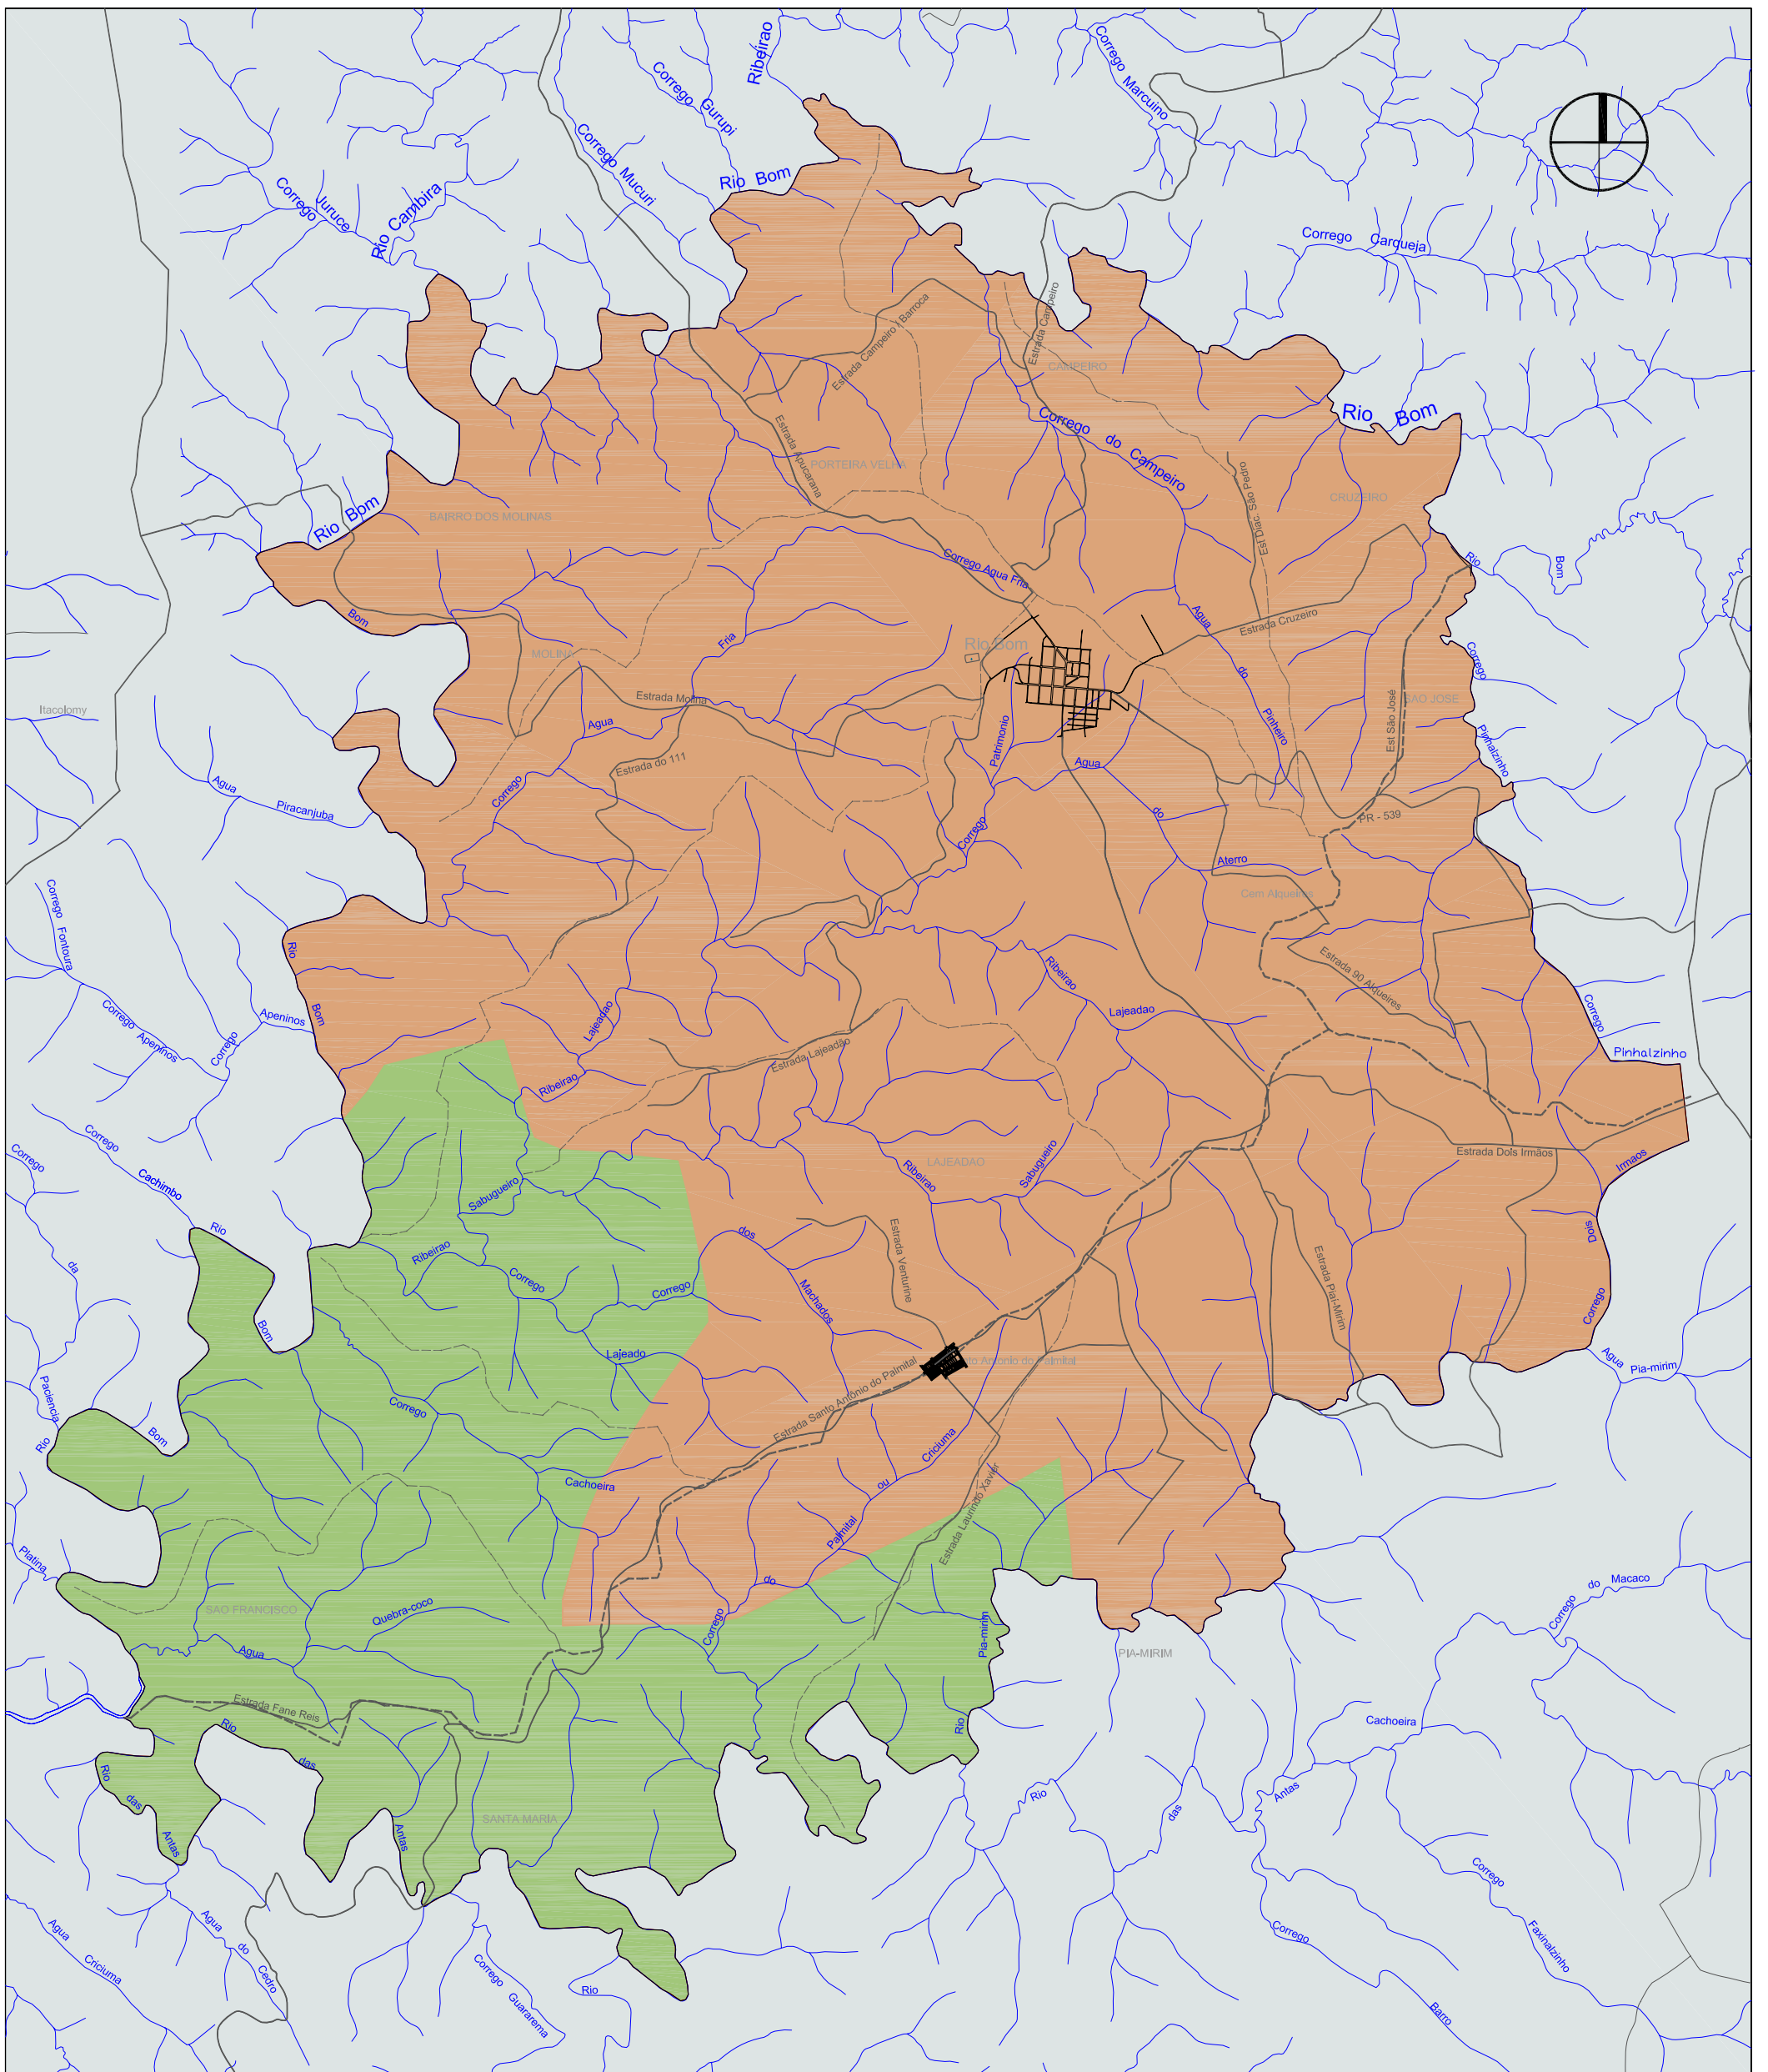 Ribeirao
Corrego Gurupi
Corrego Marcuino
Corrego Mucuri
Rio Bom
Corrego Juruce
Rio Cambira
Corrego Carqueja
Estrada Campeiro / Barroca
Estrada Campeiro
CAMPEIRO
Rio Bom
Corrego do Campeiro
Estrada Apucarana
PORTEIRA VELHA
Est Diac. São Pedro
CRUZEIRO
BAIRRO DOS MOLINAS
Rio Bom
Corrego Agua Fria
Rio Bom
Bom
Fria
Agua do Pinheiro
Estrada Cruzeiro
Rio Bom
MOLINA
Corrego Pinhalzinho
Estrada Molina
SAO JOSE
Est São José
Itacolomy
Agua
Corrego
Patrimonio
Corrego
Estrada do 111
Agua do Aterro
Agua Piracanjuba
PR - 539
Cem Alqueires
Corrego Fontoura
Rio Bom
Estrada 90 Alqueires
Ribeirao Lajeadao
Corrego Apeninos
Corrego Apeninos
Lajeadao
Ribeirao
Estrada Lajeadão
Corrego
Pinhalzinho
Corrego Cachimbo
Corrego da Paciencia
LAJEADAO
Ribeirao
Sabugueiro
Estrada DoIs Irmãos
Irmaos
Dois
Corrego
Sabugueiro
Ribeirao
Rio Bom
dos
Machados
Corrego
Corrego
Lajeado
Estrada Venturine
Estrada Piaí-Mirim
Agua Pia-mirim
to Antonio do Palmital
Estrada Santo Antônio do Palmital
Corrego
Cachoeira
Rio Bom
Criciuma
ou
Palmital
do
Corrego
Estrada Laurindo Xavier
Platina
SAO FRANCISCO
Quebra-coco
Agua
Pia-mirim
Rio
PIA-MIRIM
Corrego do Macaco
Estrada Fane Reis
Rio das Antas
Rio das Antas
Cachoeira
SANTA MARIA
Rio das Antas
Corrego Faxinalzinho
Agua Criciuma
Agua do Cedro
Corrego Guararema
Rio
Corrego Barro